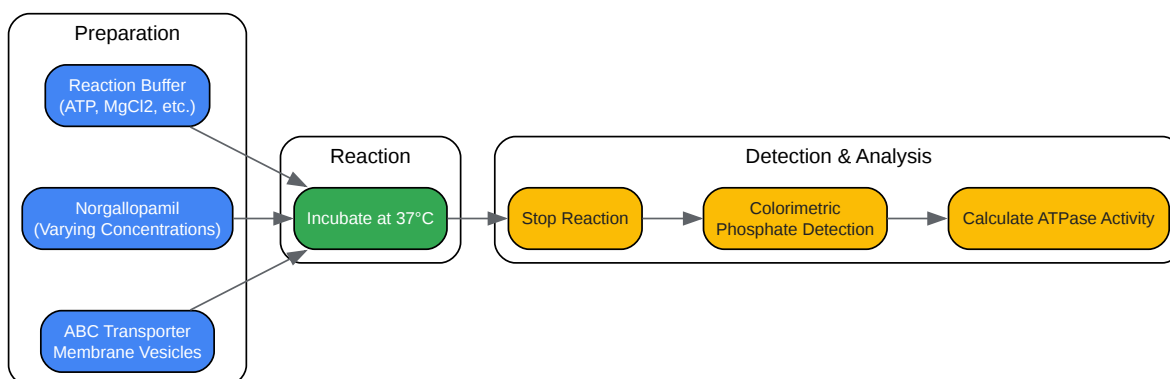 Preparation
Reaction Buffer
(ATP, MgCl2, etc.)
Norgallopamil
(Varying Concentrations)
ABC Transporter
Membrane Vesicles
Reaction
Incubate at 37°C
Detection & Analysis
Stop Reaction
Colorimetric
Phosphate Detection
Calculate ATPase Activity